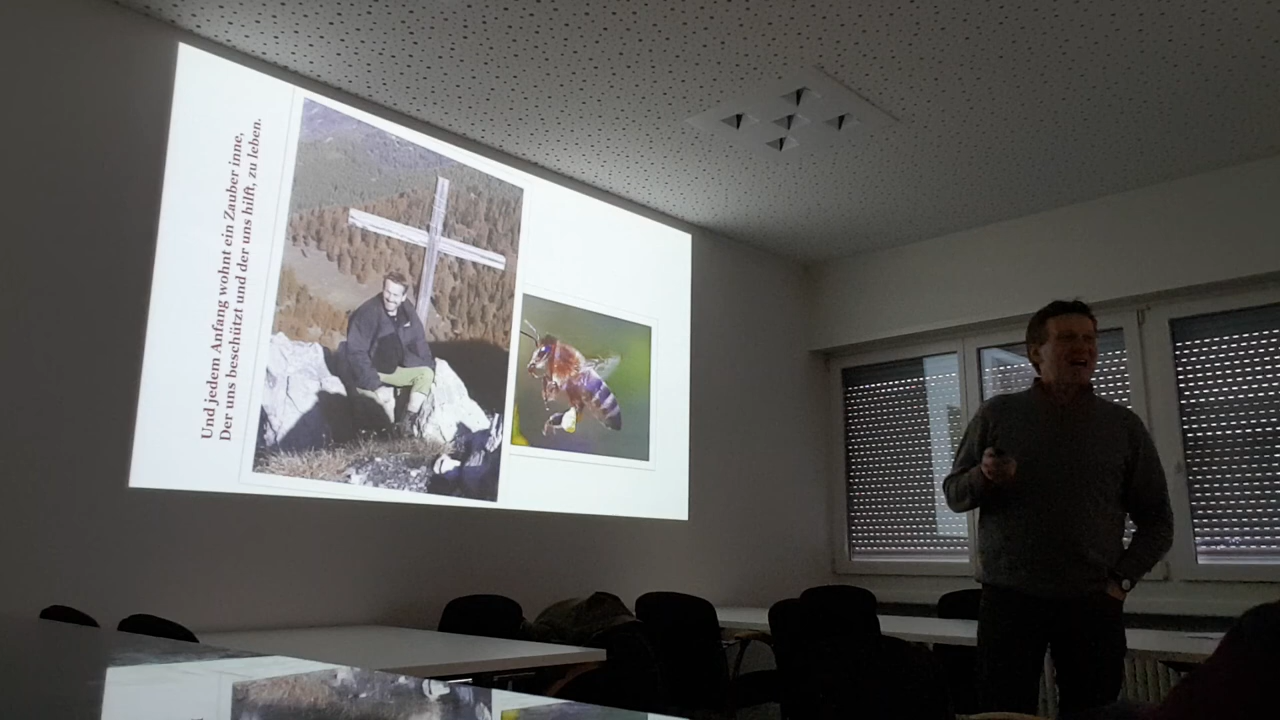 Und jedem Anfang wohnt ein Zauber inne,
Der uns beschützt und der uns hilft, zu leben.